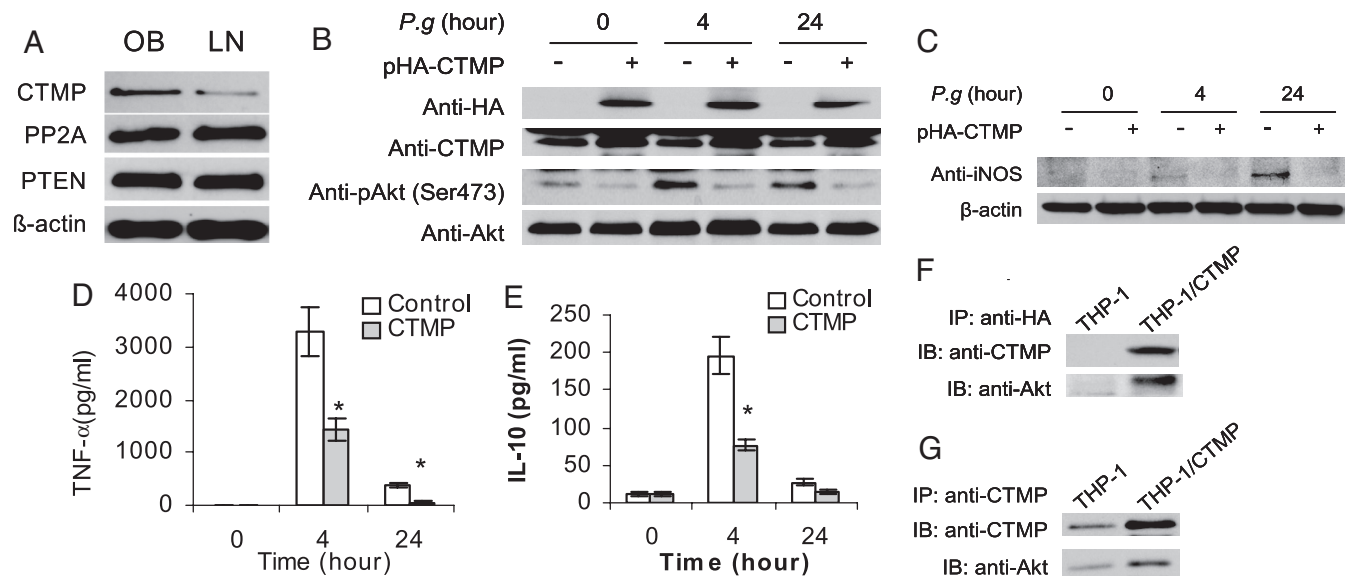 A
OB LN
CTMP
PP2A
PTEN
ß-actin
B
P.g (hour) 0 4 24
pHA-CTMP - + - + - +
Anti-HA
Anti-CTMP
Anti-pAkt (Ser473)
Anti-Akt
C
P.g (hour) 0 4 24
pHA-CTMP - + - + - +
Anti-iNOS
β-actin
D
TNF-α(pg/ml)
4000
3000
2000
1000
0
Control
CTMP
*
*
0 4 24
Time (hour)
E
IL-10 (pg/ml)
250
200
150
100
50
0
Control
CTMP
*
0 4 24
Time (hour)
F
THP-1 THP-1/CTMP
IP: anti-HA
IB: anti-CTMP
IB: anti-Akt
G
THP-1 THP-1/CTMP
IP: anti-CTMP
IB: anti-CTMP
IB: anti-Akt